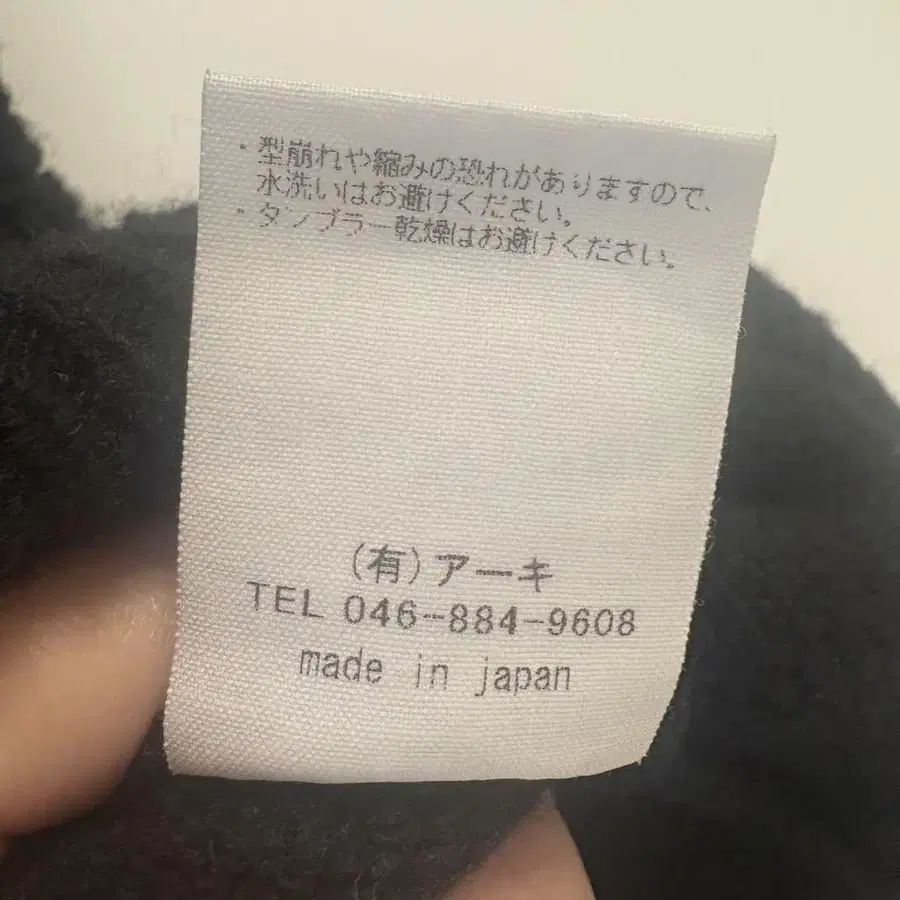 ・型崩れや縮みの恐れがありますので、
水洗いはお避けください。
・タンブラー乾燥はお避けください。
(有)アーキ
TEL 046-884-9608
made in japan